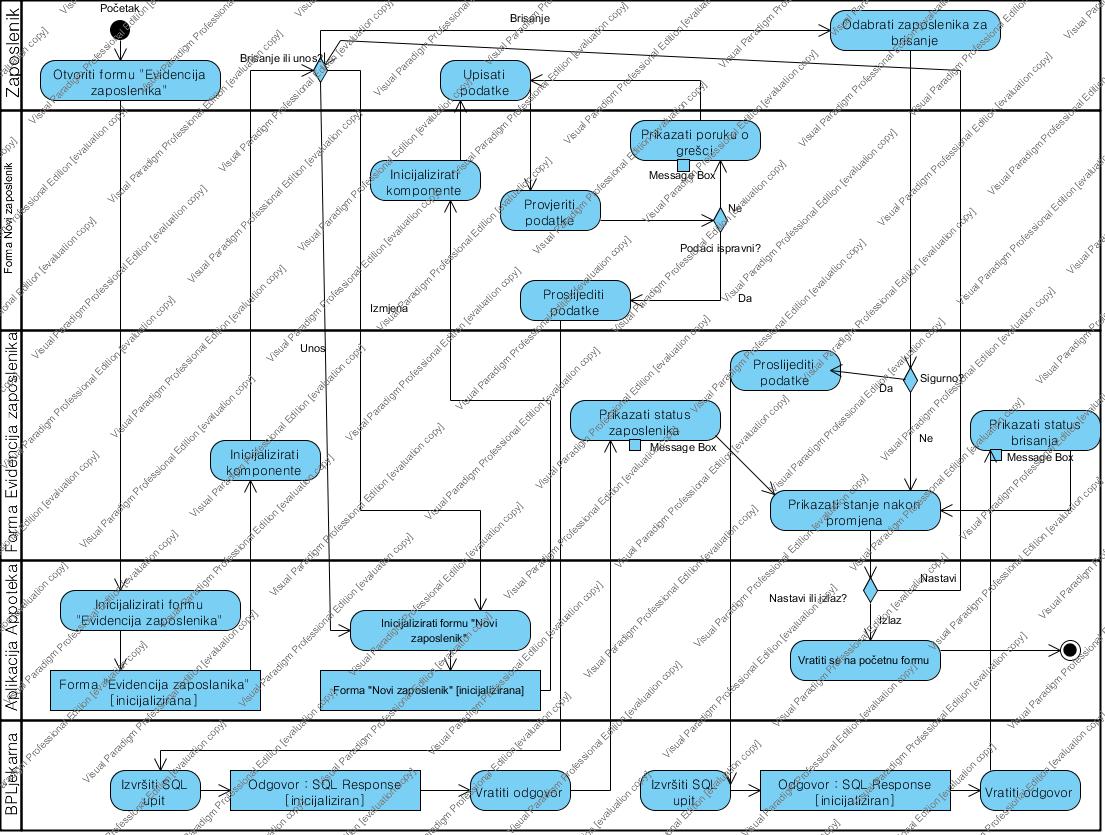 Zaposlenik
Početak
Otvoriti formu "Evidencija
zaposlenika"
Brisanje ili unos?
Brisanje
Odabrati zaposlenika za
brisanje
Upisati
podatke
Forma Novi zaposlenik
Inicijalizirati
komponente
Prikazati poruku o
grešci
Message Box
Provjeriti
podatke
Ne
Podaci ispravni?
Da
Proslijediti
podatke
Izmjena
Forma Evidencija zaposlenika
Unos
Inicijalizirati
komponente
Proslijediti
podatke
Da
Sigurno?
Ne
Prikazati status
zaposlenika
Message Box
Prikazati status
brisanja
Message Box
Prikazati stanje nakon
promjena
Aplikacija Appoteka
Inicijalizirati formu
"Evidencija zaposlenika"
Forma "Evidencija zaposlanika"
[inicijalizirana]
Inicijalizirati formu "Novi
zaposlenik"
Forma "Novi zaposlenik" [inicijalizirana]
Nastavi ili izlaz?
Nastavi
Izlaz
Vratiti se na početnu formu
BPLjekarna
Izvršiti SQL
upit
Odgovor : SQL Response
[inicijaliziran]
Vratiti odgovor
Izvršiti SQL
upit
Odgovor : SQL Response
[inicijaliziran]
Vratiti odgovor
Visual Paradigm Professional Edition [evaluation copy]